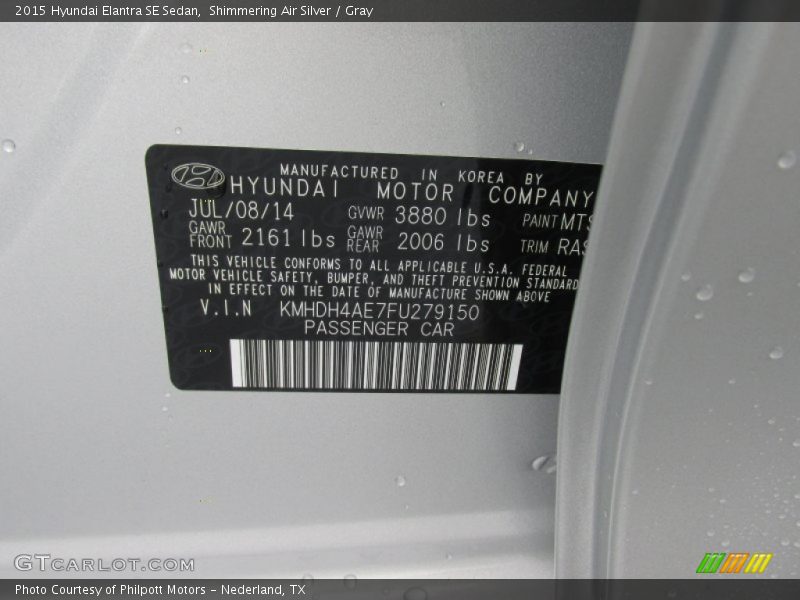 2015 Hyundai Elantra SE Sedan, Shimmering Air Silver / Gray
MANUFACTURED IN KOREA BY
HYUNDAI MOTOR COMPANY
JUL/08/14 GVWR 3880 lbs PAINT MTS
GAWR FRONT 2161 lbs GAWR REAR 2006 lbs TRIM RAS
THIS VEHICLE CONFORMS TO ALL APPLICABLE U.S.A. FEDERAL
MOTOR VEHICLE SAFETY, BUMPER, AND THEFT PREVENTION STANDARD
IN EFFECT ON THE DATE OF MANUFACTURE SHOWN ABOVE
V.I.N KMHDH4AE7FU279150
PASSENGER CAR
GTCARLOT.COM
Photo Courtesy of Philpott Motors - Nederland, TX